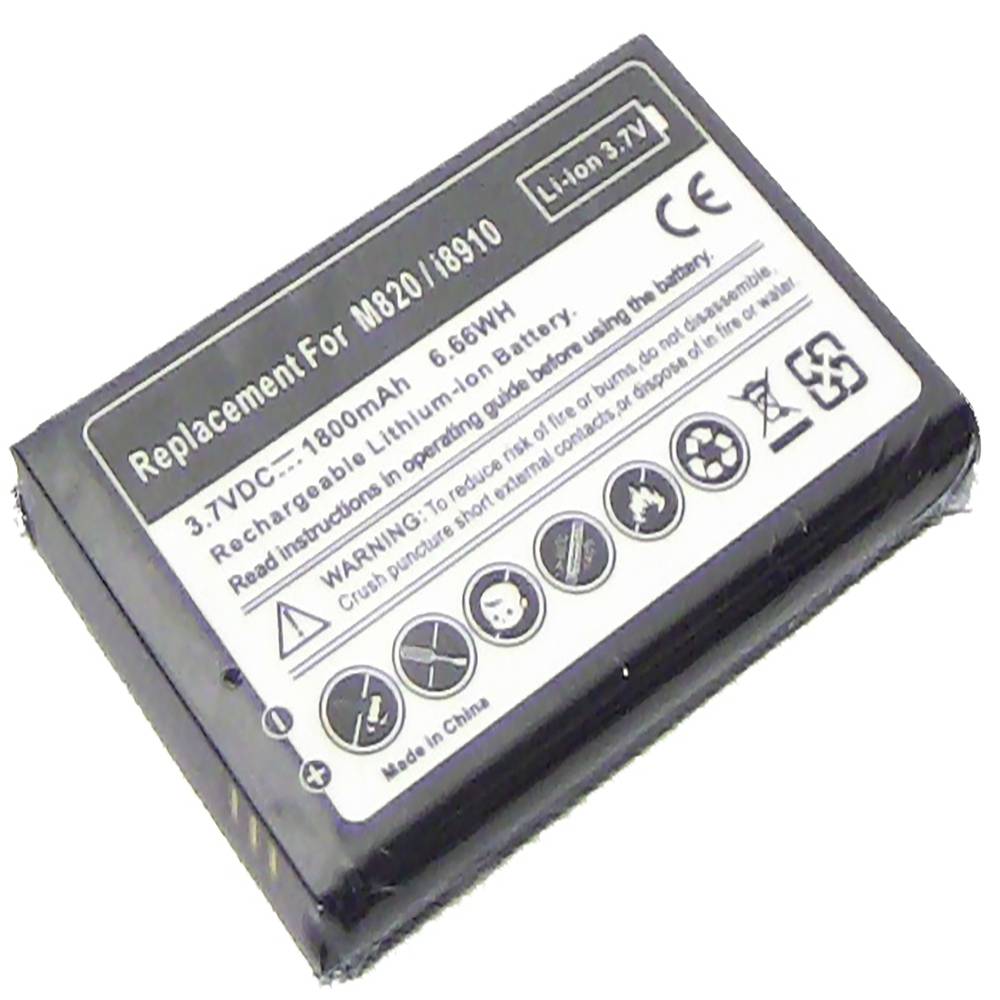 Li-Ion 3.7V
Replacement For M820 / i8910
CE
3.7VDC 1800mAh 6.66WH
Rechargeable Lithium-Ion Battery.
Read instructions in operating guide before using the battery.
WARNING: To reduce risk of fire or burns,do not disassemble,
Crush puncture short external contacts,or dispose of in fire or water.
Made in China